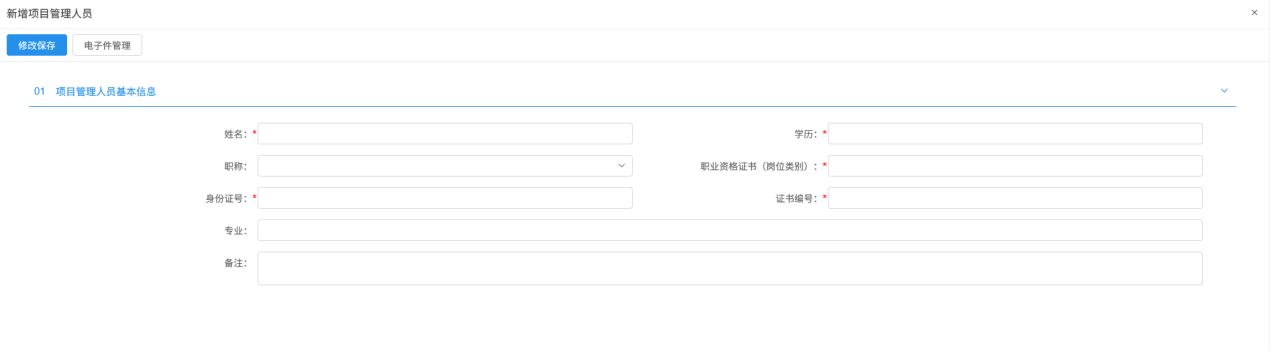 新增项目管理人员 ×
修改保存 电子件管理
01 项目管理人员基本信息
姓名：* 学历：*
职称： 职业资格证书（岗位类别）：*
身份证号：* 证书编号：*
专业：
备注：